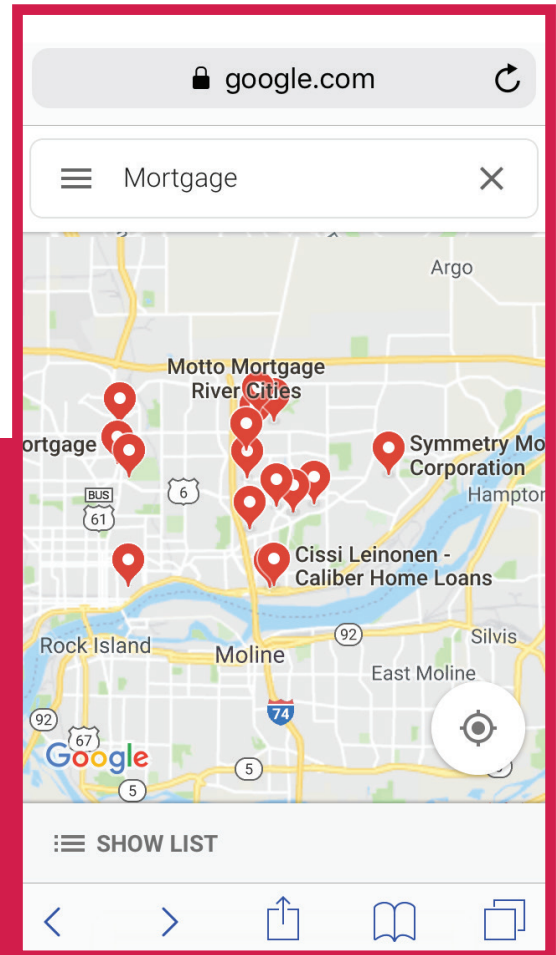 google.com
Mortgage
Argo
Motto Mortgage
River Cities
ortgage
Symmetry Mo
Corporation
Hampton
BUS
61
6
Cissi Leinonen -
Caliber Home Loans
92
Rock Island
Moline
Silvis
East Moline
74
92
67
Google
5
5
SHOW LIST